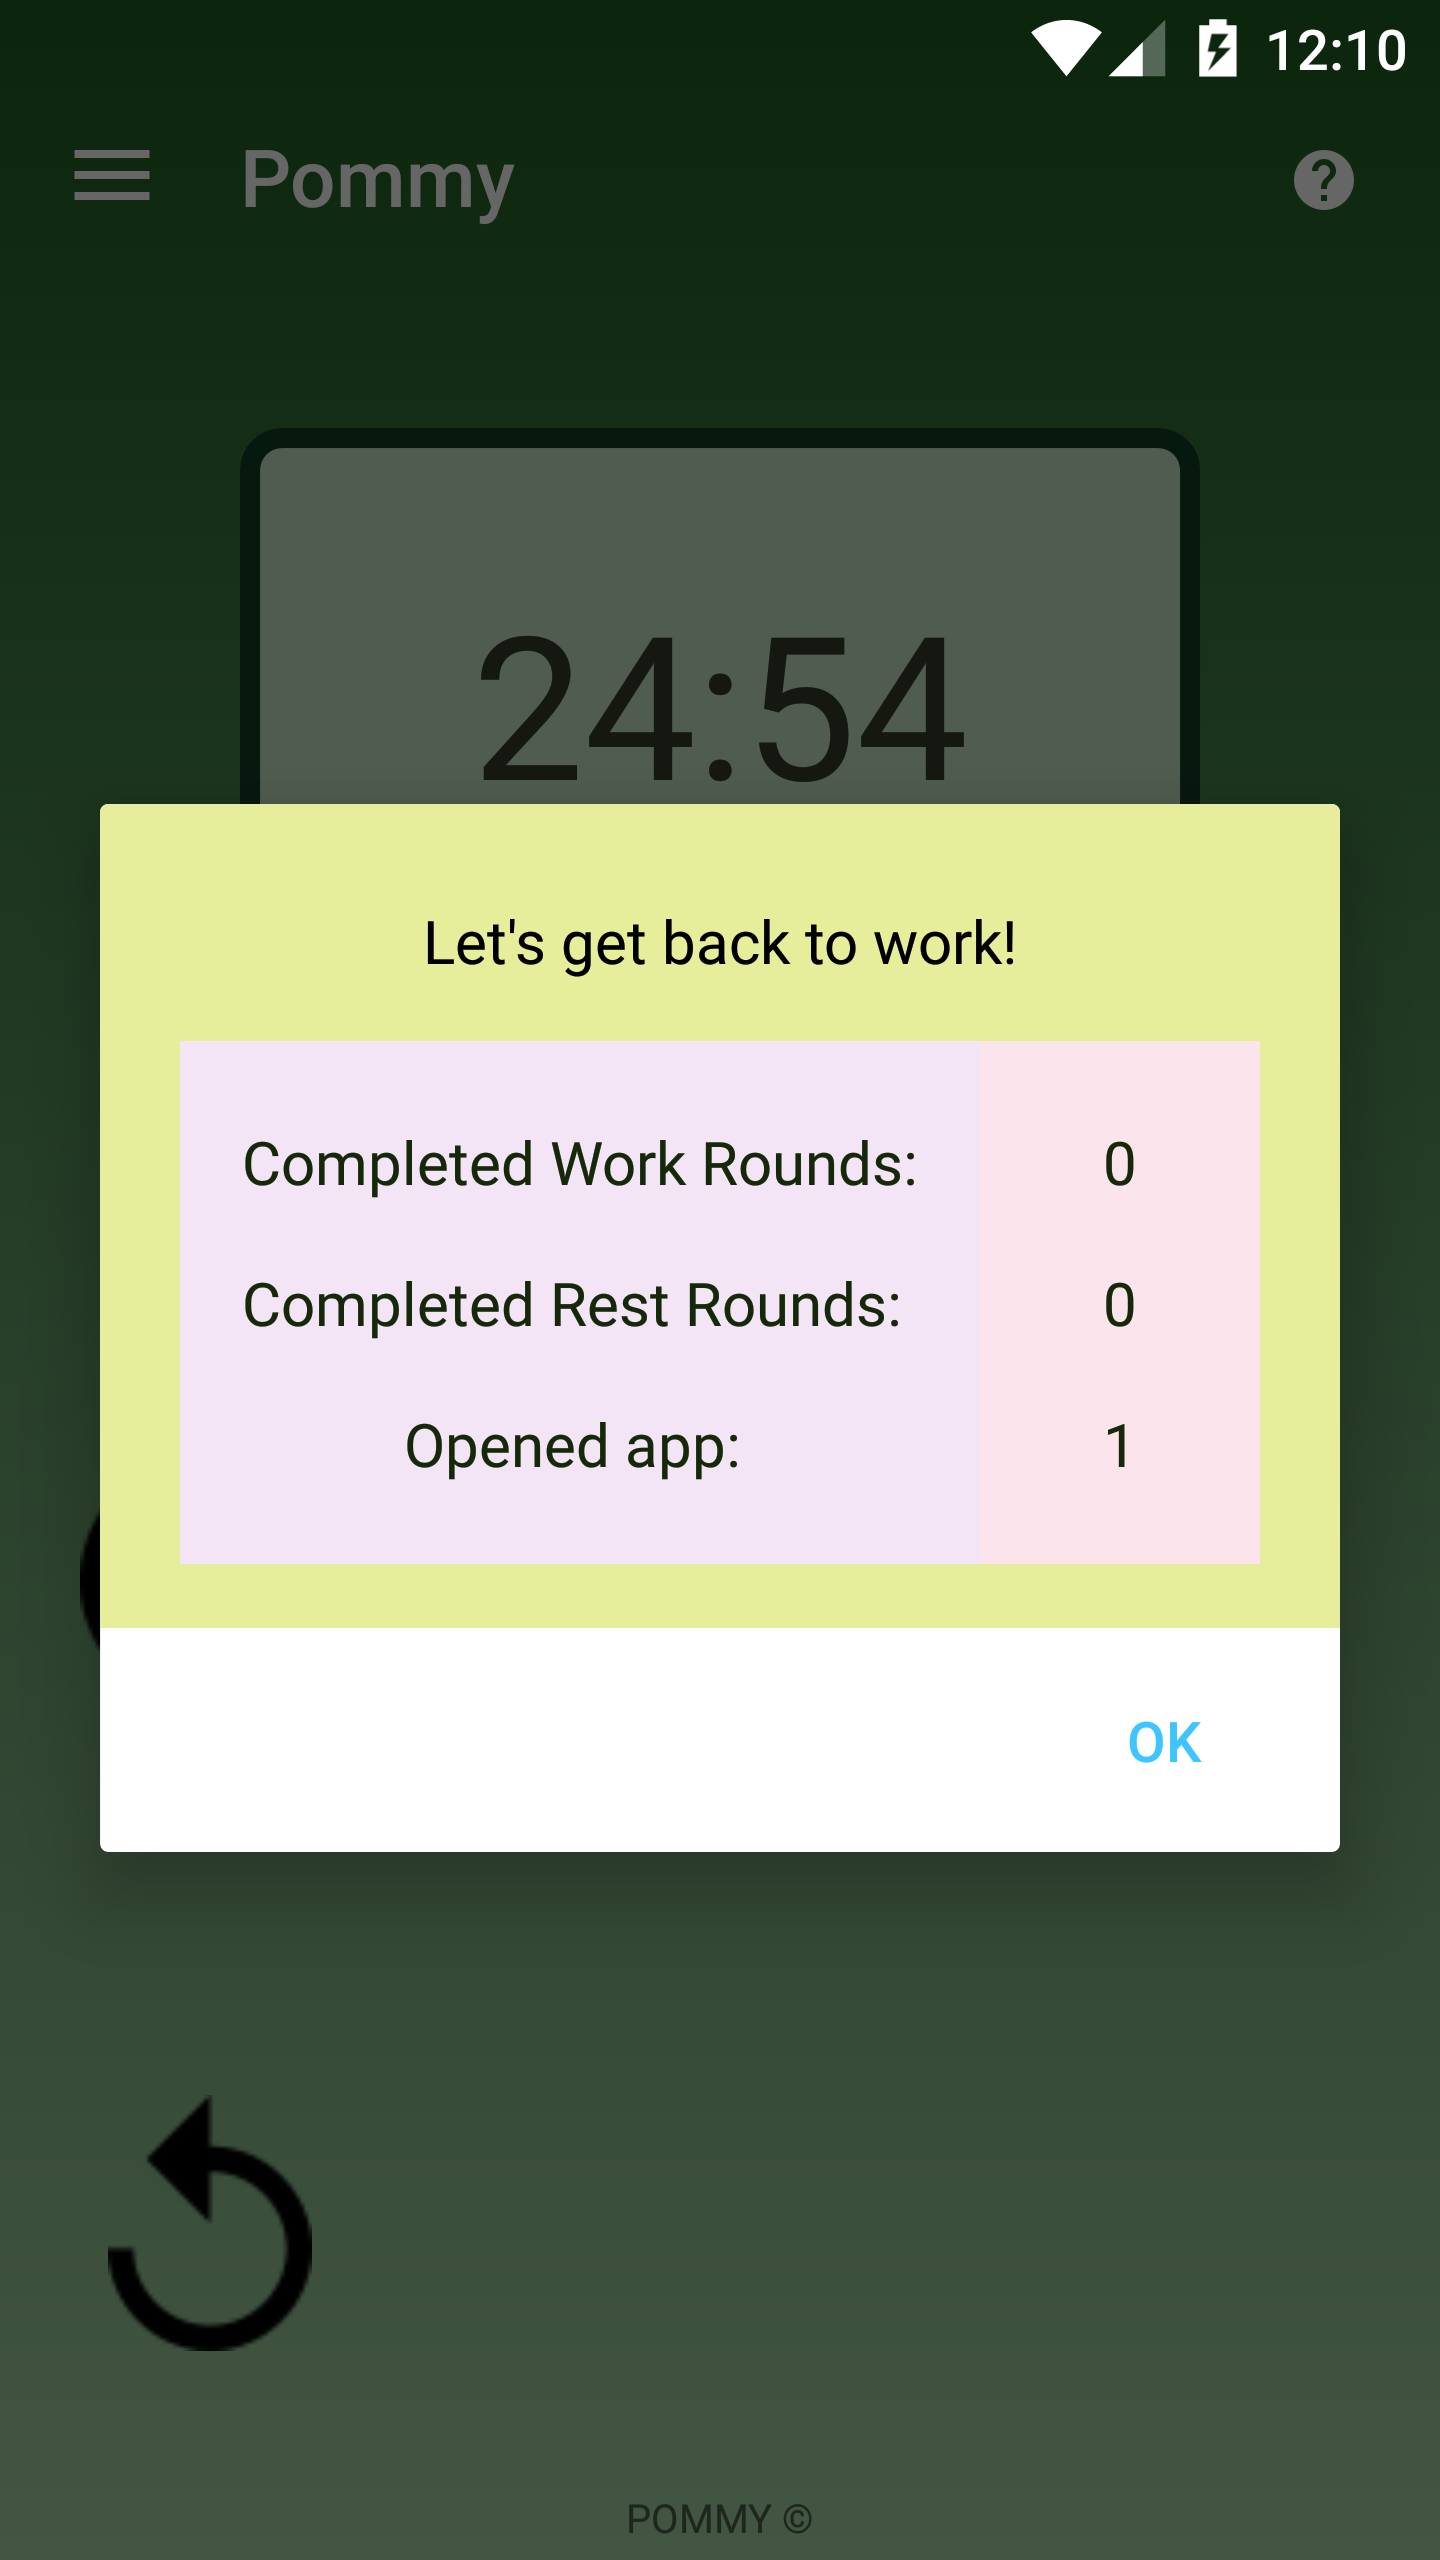 12:10
Pommy
24:54
Let's get back to work!
Completed Work Rounds: 0
Completed Rest Rounds: 0
Opened app: 1
OK
POMMY ©